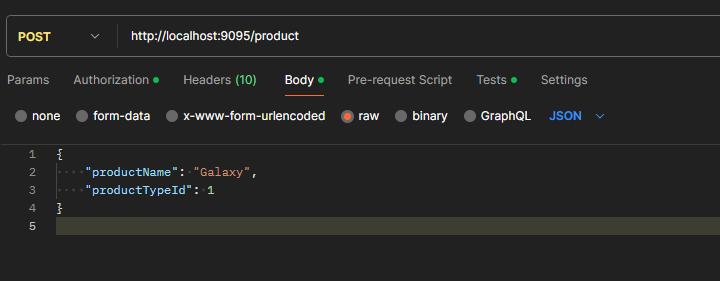 POST http://localhost:9095/product
Params Authorization Headers (10) Body Pre-request Script Tests Settings
none form-data x-www-form-urlencoded raw binary GraphQL JSON
1 {
2 "productName": "Galaxy",
3 "productTypeId": 1
4 }
5